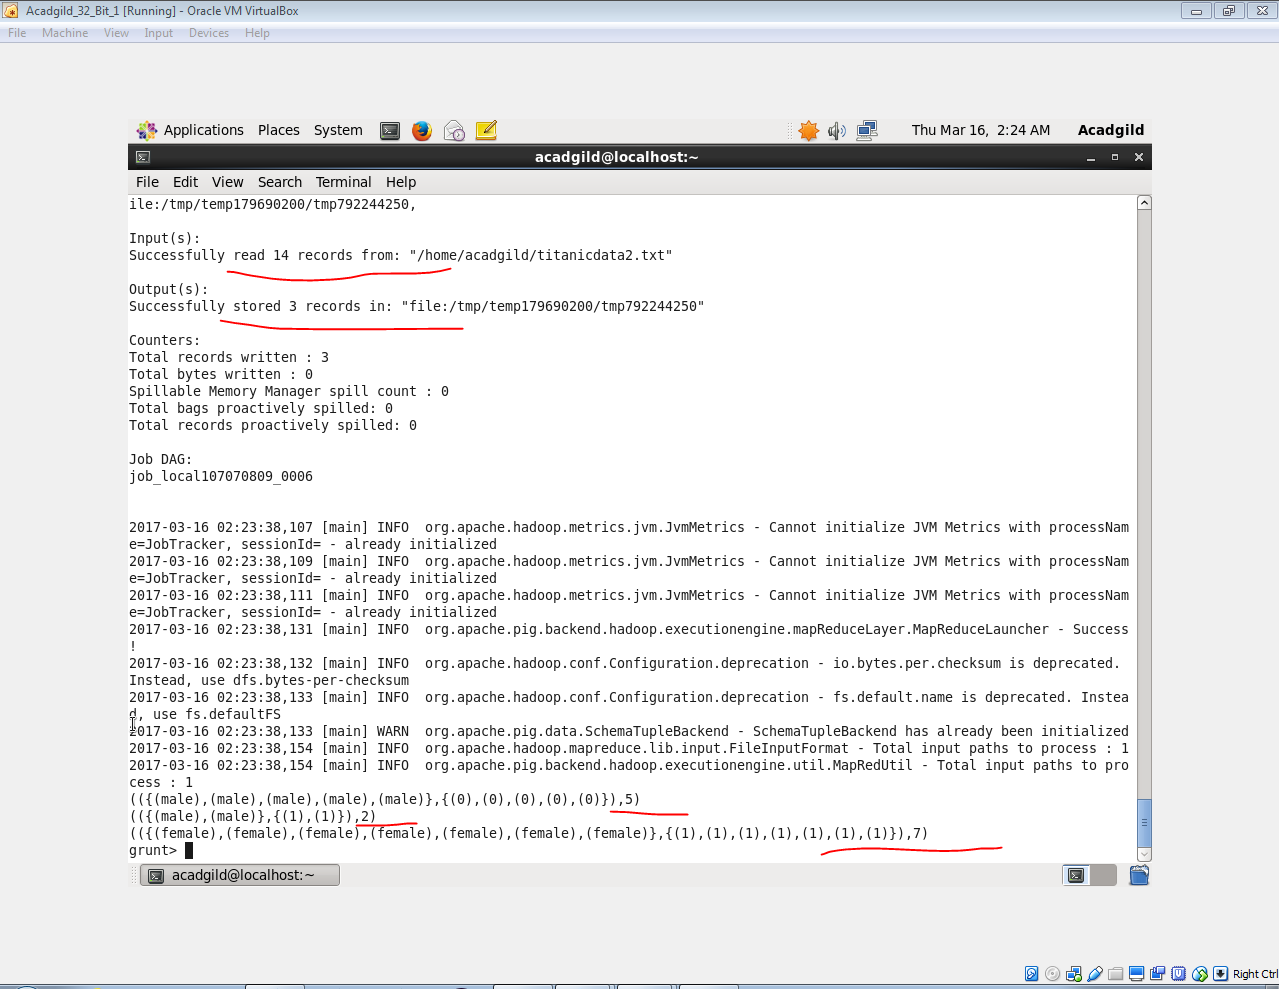 Acadgild_32_Bit_1 [Running] - Oracle VM VirtualBox
File Machine View Input Devices Help
Applications Places System Thu Mar 16, 2:24 AM Acadgild
acadgild@localhost:~
File Edit View Search Terminal Help
ile:/tmp/temp179690200/tmp792244250,
Input(s):
Successfully read 14 records from: "/home/acadgild/titanicdata2.txt"
Output(s):
Successfully stored 3 records in: "file:/tmp/temp179690200/tmp792244250"
Counters:
Total records written : 3
Total bytes written : 0
Spillable Memory Manager spill count : 0
Total bags proactively spilled: 0
Total records proactively spilled: 0
Job DAG:
job_local107070809_0006
2017-03-16 02:23:38,107 [main] INFO  org.apache.hadoop.metrics.jvm.JvmMetrics - Cannot initialize JVM Metrics with processNam
e=JobTracker, sessionId= - already initialized
2017-03-16 02:23:38,109 [main] INFO  org.apache.hadoop.metrics.jvm.JvmMetrics - Cannot initialize JVM Metrics with processNam
e=JobTracker, sessionId= - already initialized
2017-03-16 02:23:38,111 [main] INFO  org.apache.hadoop.metrics.jvm.JvmMetrics - Cannot initialize JVM Metrics with processNam
e=JobTracker, sessionId= - already initialized
2017-03-16 02:23:38,131 [main] INFO  org.apache.pig.backend.hadoop.executionengine.mapReduceLayer.MapReduceLauncher - Success
!
2017-03-16 02:23:38,132 [main] INFO  org.apache.hadoop.conf.Configuration.deprecation - io.bytes.per.checksum is deprecated.
Instead, use dfs.bytes-per-checksum
2017-03-16 02:23:38,133 [main] INFO  org.apache.hadoop.conf.Configuration.deprecation - fs.default.name is deprecated. Instea
d, use fs.defaultFS
2017-03-16 02:23:38,133 [main] WARN  org.apache.pig.data.SchemaTupleBackend - SchemaTupleBackend has already been initialized
2017-03-16 02:23:38,154 [main] INFO  org.apache.hadoop.mapreduce.lib.input.FileInputFormat - Total input paths to process : 1
2017-03-16 02:23:38,154 [main] INFO  org.apache.pig.backend.hadoop.executionengine.util.MapRedUtil - Total input paths to pro
cess : 1
(({(male),(male),(male),(male),(male)},{(0),(0),(0),(0),(0)}),5)
(({(male),(male)},{(1),(1)}),2)
(({(female),(female),(female),(female),(female),(female),(female)},{(1),(1),(1),(1),(1),(1),(1)}),7)
grunt>
acadgild@localhost:~
Right Ctrl